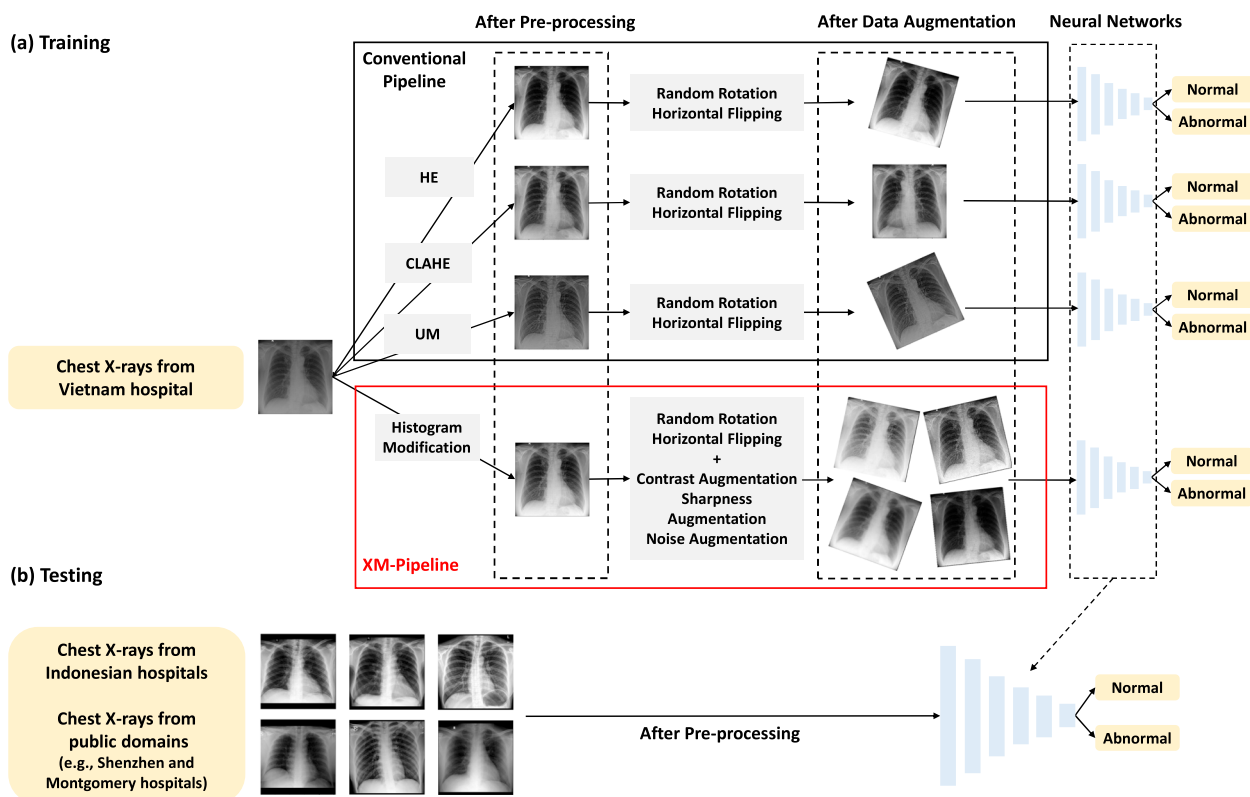 After Pre-processing
After Data Augmentation
Neural Networks
(a) Training
Conventional
Pipeline
HE
Random Rotation
Horizontal Flipping
Normal
Abnormal
CLAHE
Random Rotation
Horizontal Flipping
Normal
Abnormal
UM
Random Rotation
Horizontal Flipping
Normal
Abnormal
Chest X-rays from
Vietnam hospital
Histogram
Modification
Random Rotation
Horizontal Flipping
+
Contrast Augmentation
Sharpness
Augmentation
Noise Augmentation
Normal
Abnormal
XM-Pipeline
(b) Testing
Chest X-rays from
Indonesian hospitals
Chest X-rays from
public domains
(e.g., Shenzhen and
Montgomery hospitals)
After Pre-processing
Normal
Abnormal